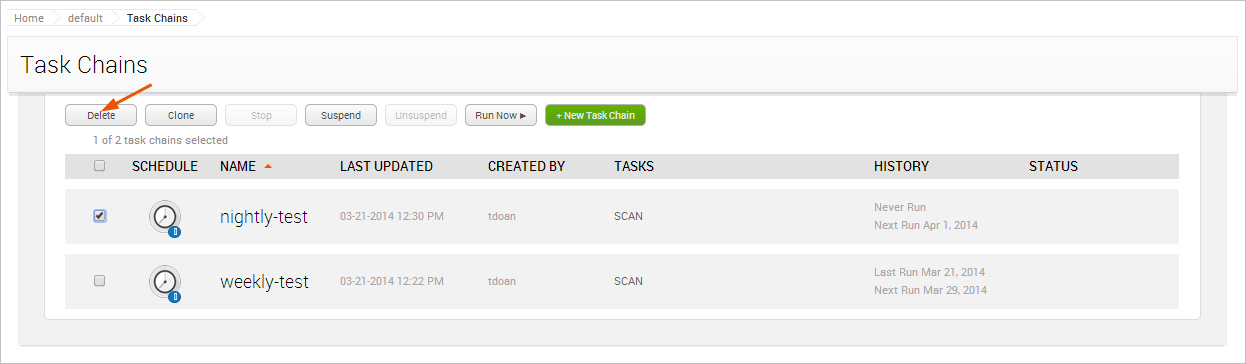 Home default Task Chains
Task Chains
Delete Clone Stop Suspend Unsuspend Run Now + New Task Chain
1 of 2 task chains selected
SCHEDULE NAME LAST UPDATED CREATED BY TASKS HISTORY STATUS
nightly-test 03-21-2014 12:30 PM tdoan SCAN Never Run
Next Run Apr 1, 2014
weekly-test 03-21-2014 12:22 PM tdoan SCAN Last Run Mar 21, 2014
Next Run Mar 29, 2014